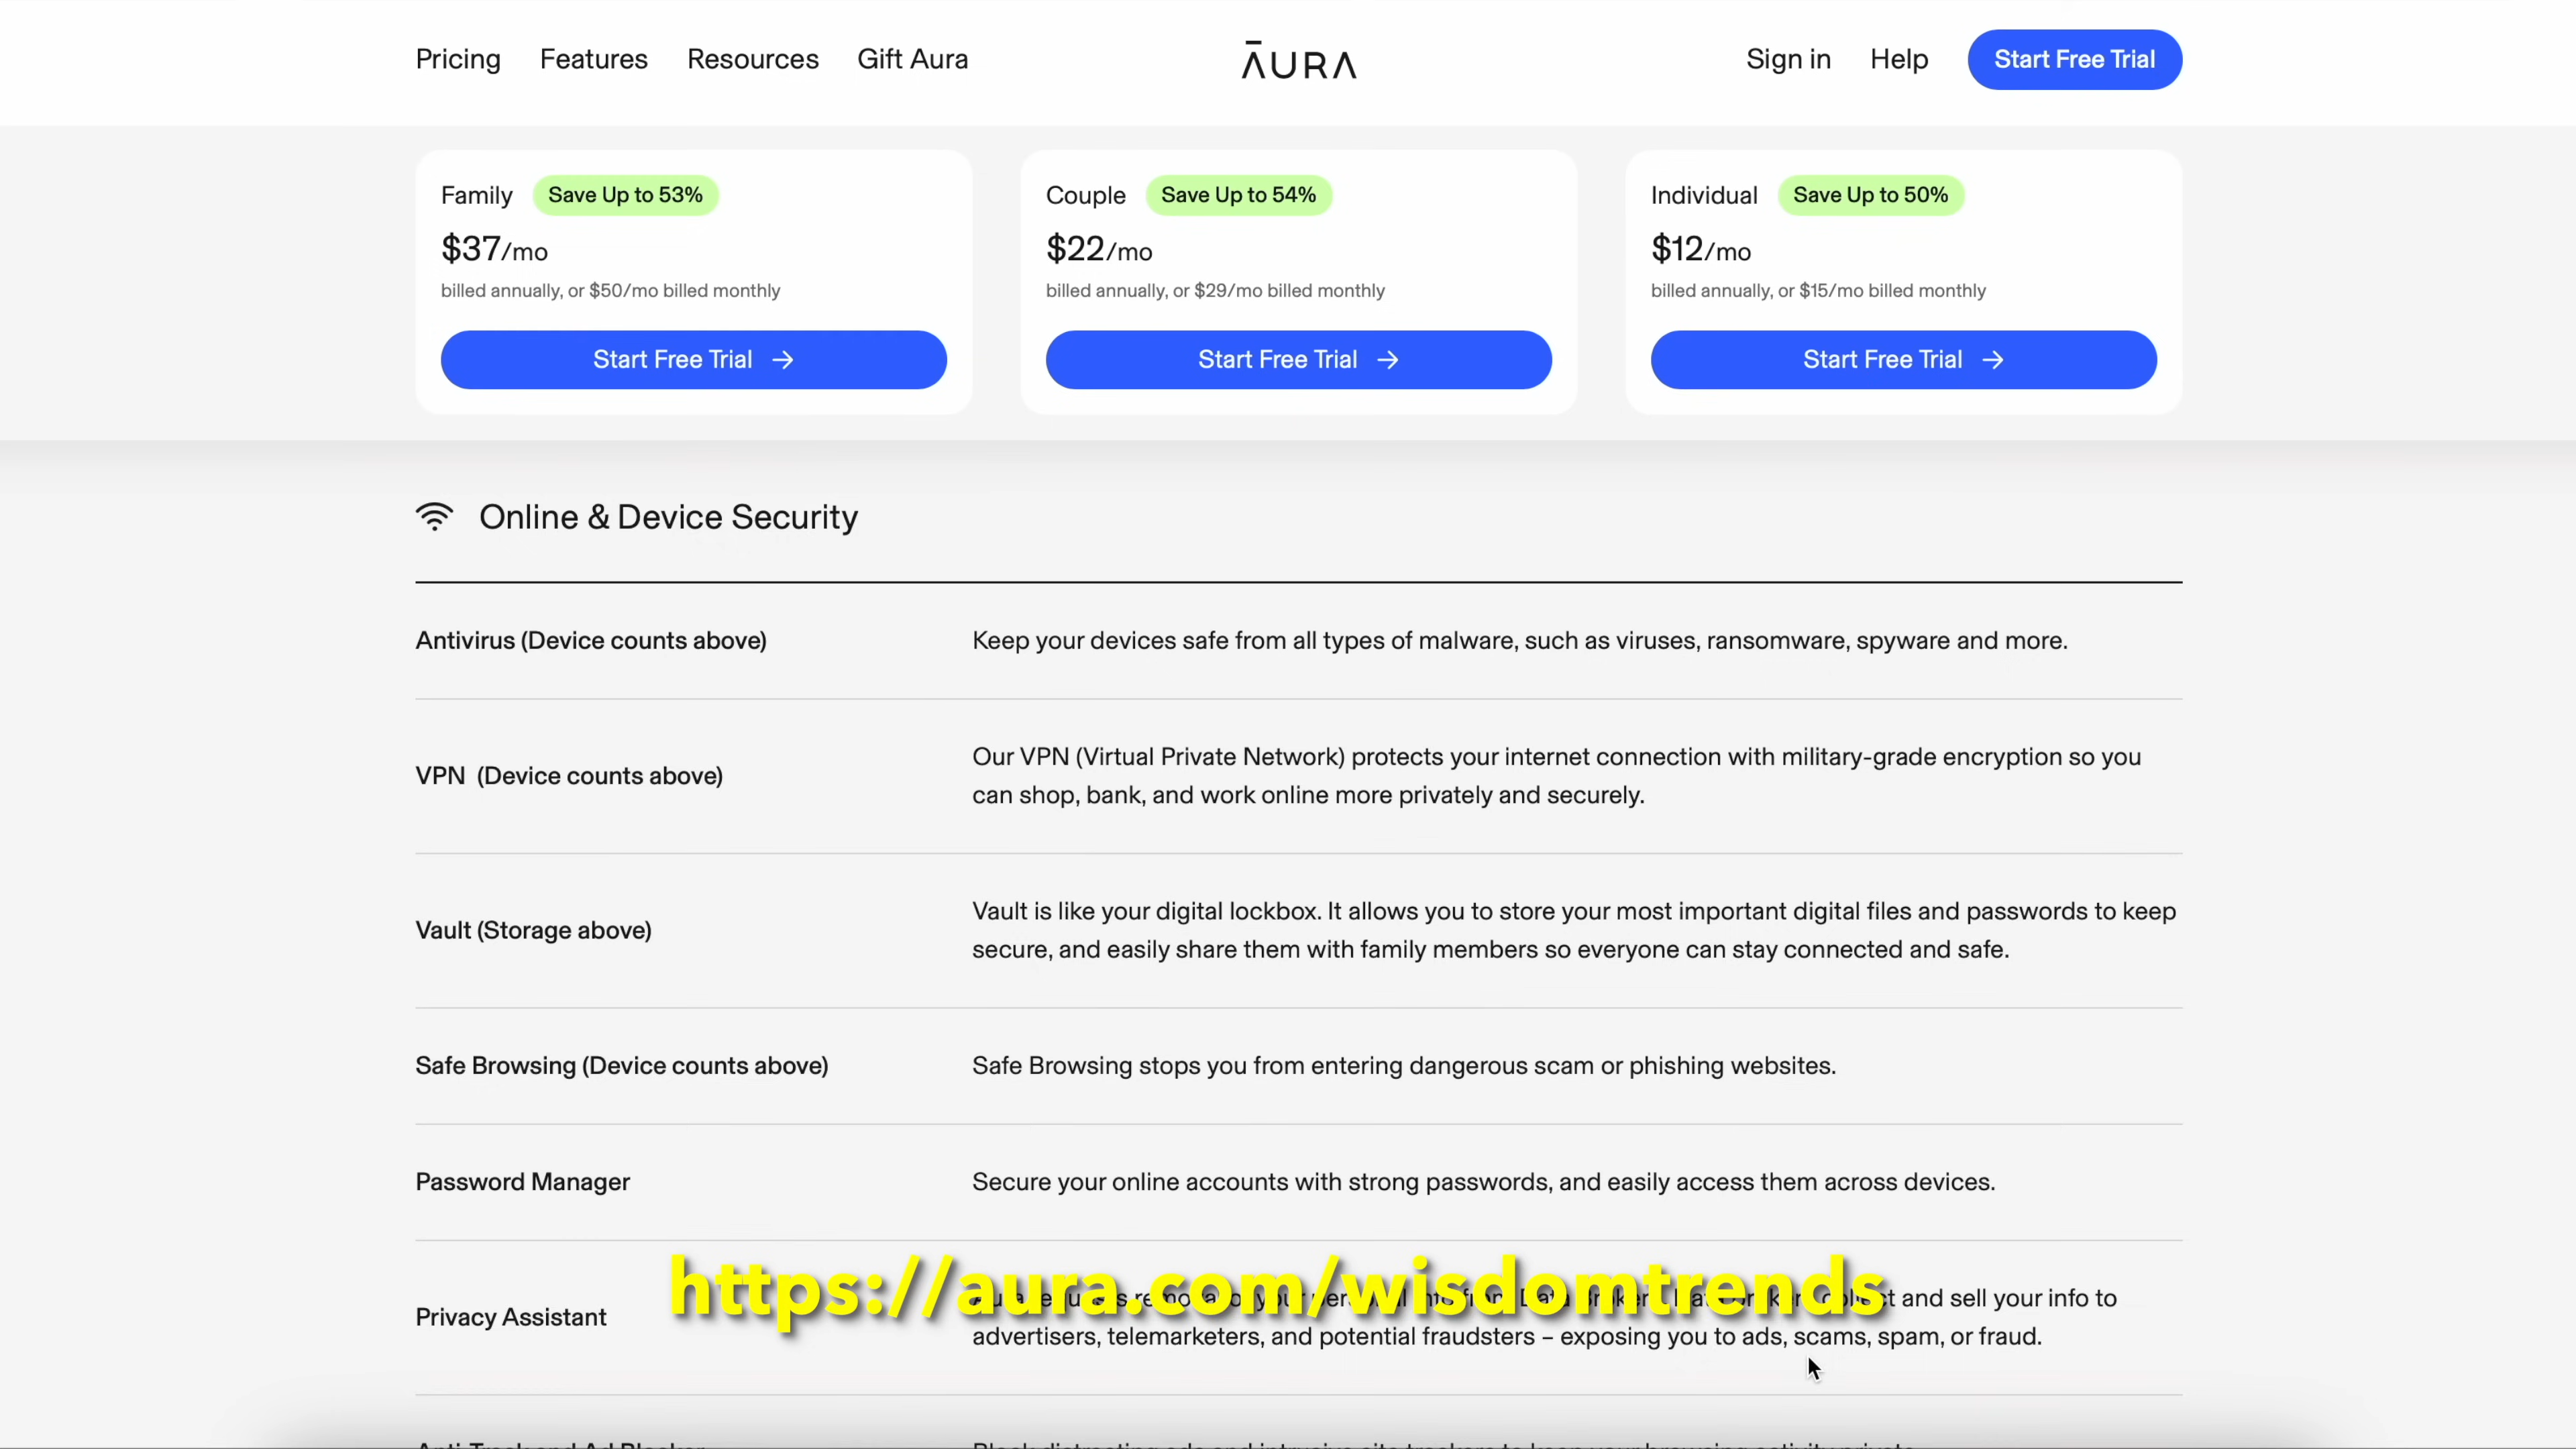 Pricing Features Resources Gift Aura
ĀURA
Sign in Help Start Free Trial
Family Save Up to 53%
$37/mo
billed annually, or $50/mo billed monthly
Start Free Trial →
Couple Save Up to 54%
$22/mo
billed annually, or $29/mo billed monthly
Start Free Trial →
Individual Save Up to 50%
$12/mo
billed annually, or $15/mo billed monthly
Start Free Trial →
Online & Device Security
Antivirus (Device counts above)
Keep your devices safe from all types of malware, such as viruses, ransomware, spyware and more.
VPN (Device counts above)
Our VPN (Virtual Private Network) protects your internet connection with military-grade encryption so you
can shop, bank, and work online more privately and securely.
Vault (Storage above)
Vault is like your digital lockbox. It allows you to store your most important digital files and passwords to keep
secure, and easily share them with family members so everyone can stay connected and safe.
Safe Browsing (Device counts above)
Safe Browsing stops you from entering dangerous scam or phishing websites.
Password Manager
Secure your online accounts with strong passwords, and easily access them across devices.
https://aura.com/wisdomtrends
Privacy Assistant
and sell your info to
advertisers, telemarketers, and potential fraudsters – exposing you to ads, scams, spam, or fraud.